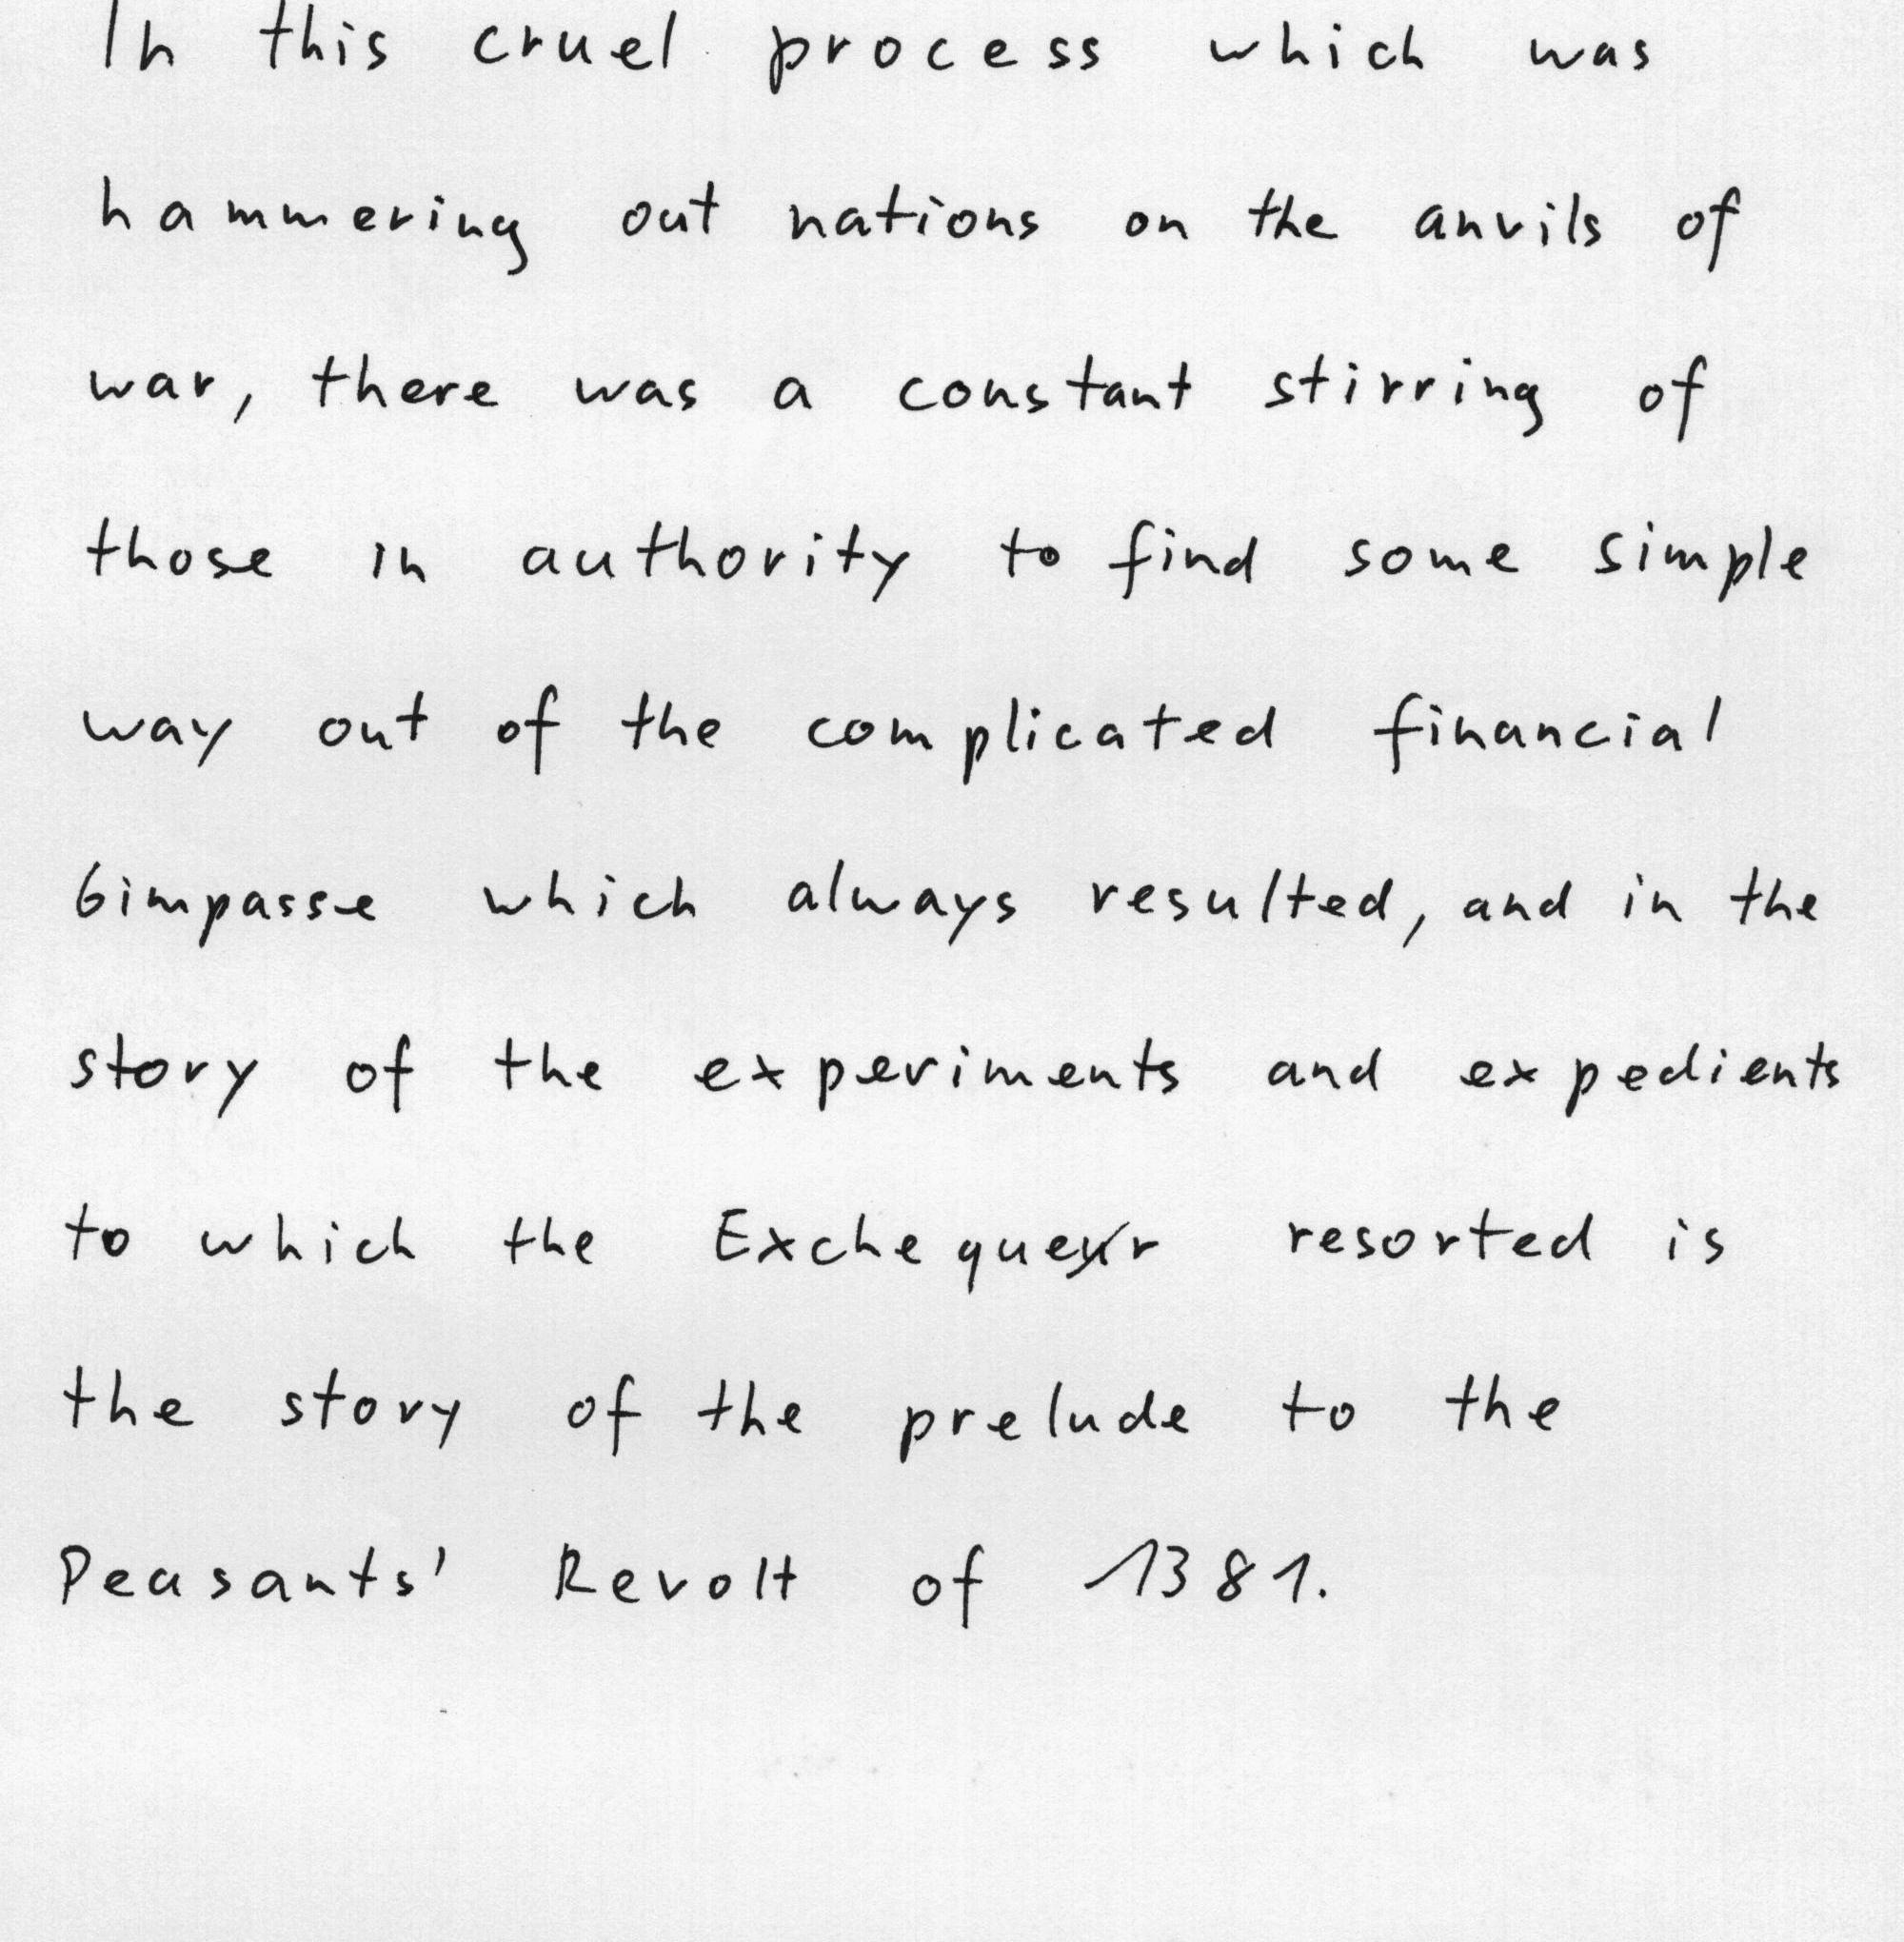 In this cruel process which was
hammering out nations on the anvils of
war, there was a constant stirring of
those in authority to find some simple
way out of the complicated financial
6impasse which always resulted, and in the
story of the experiments and expedients
to which the Exchequer resorted is
the story of the prelude to the
Peasants' Revolt of 1381.